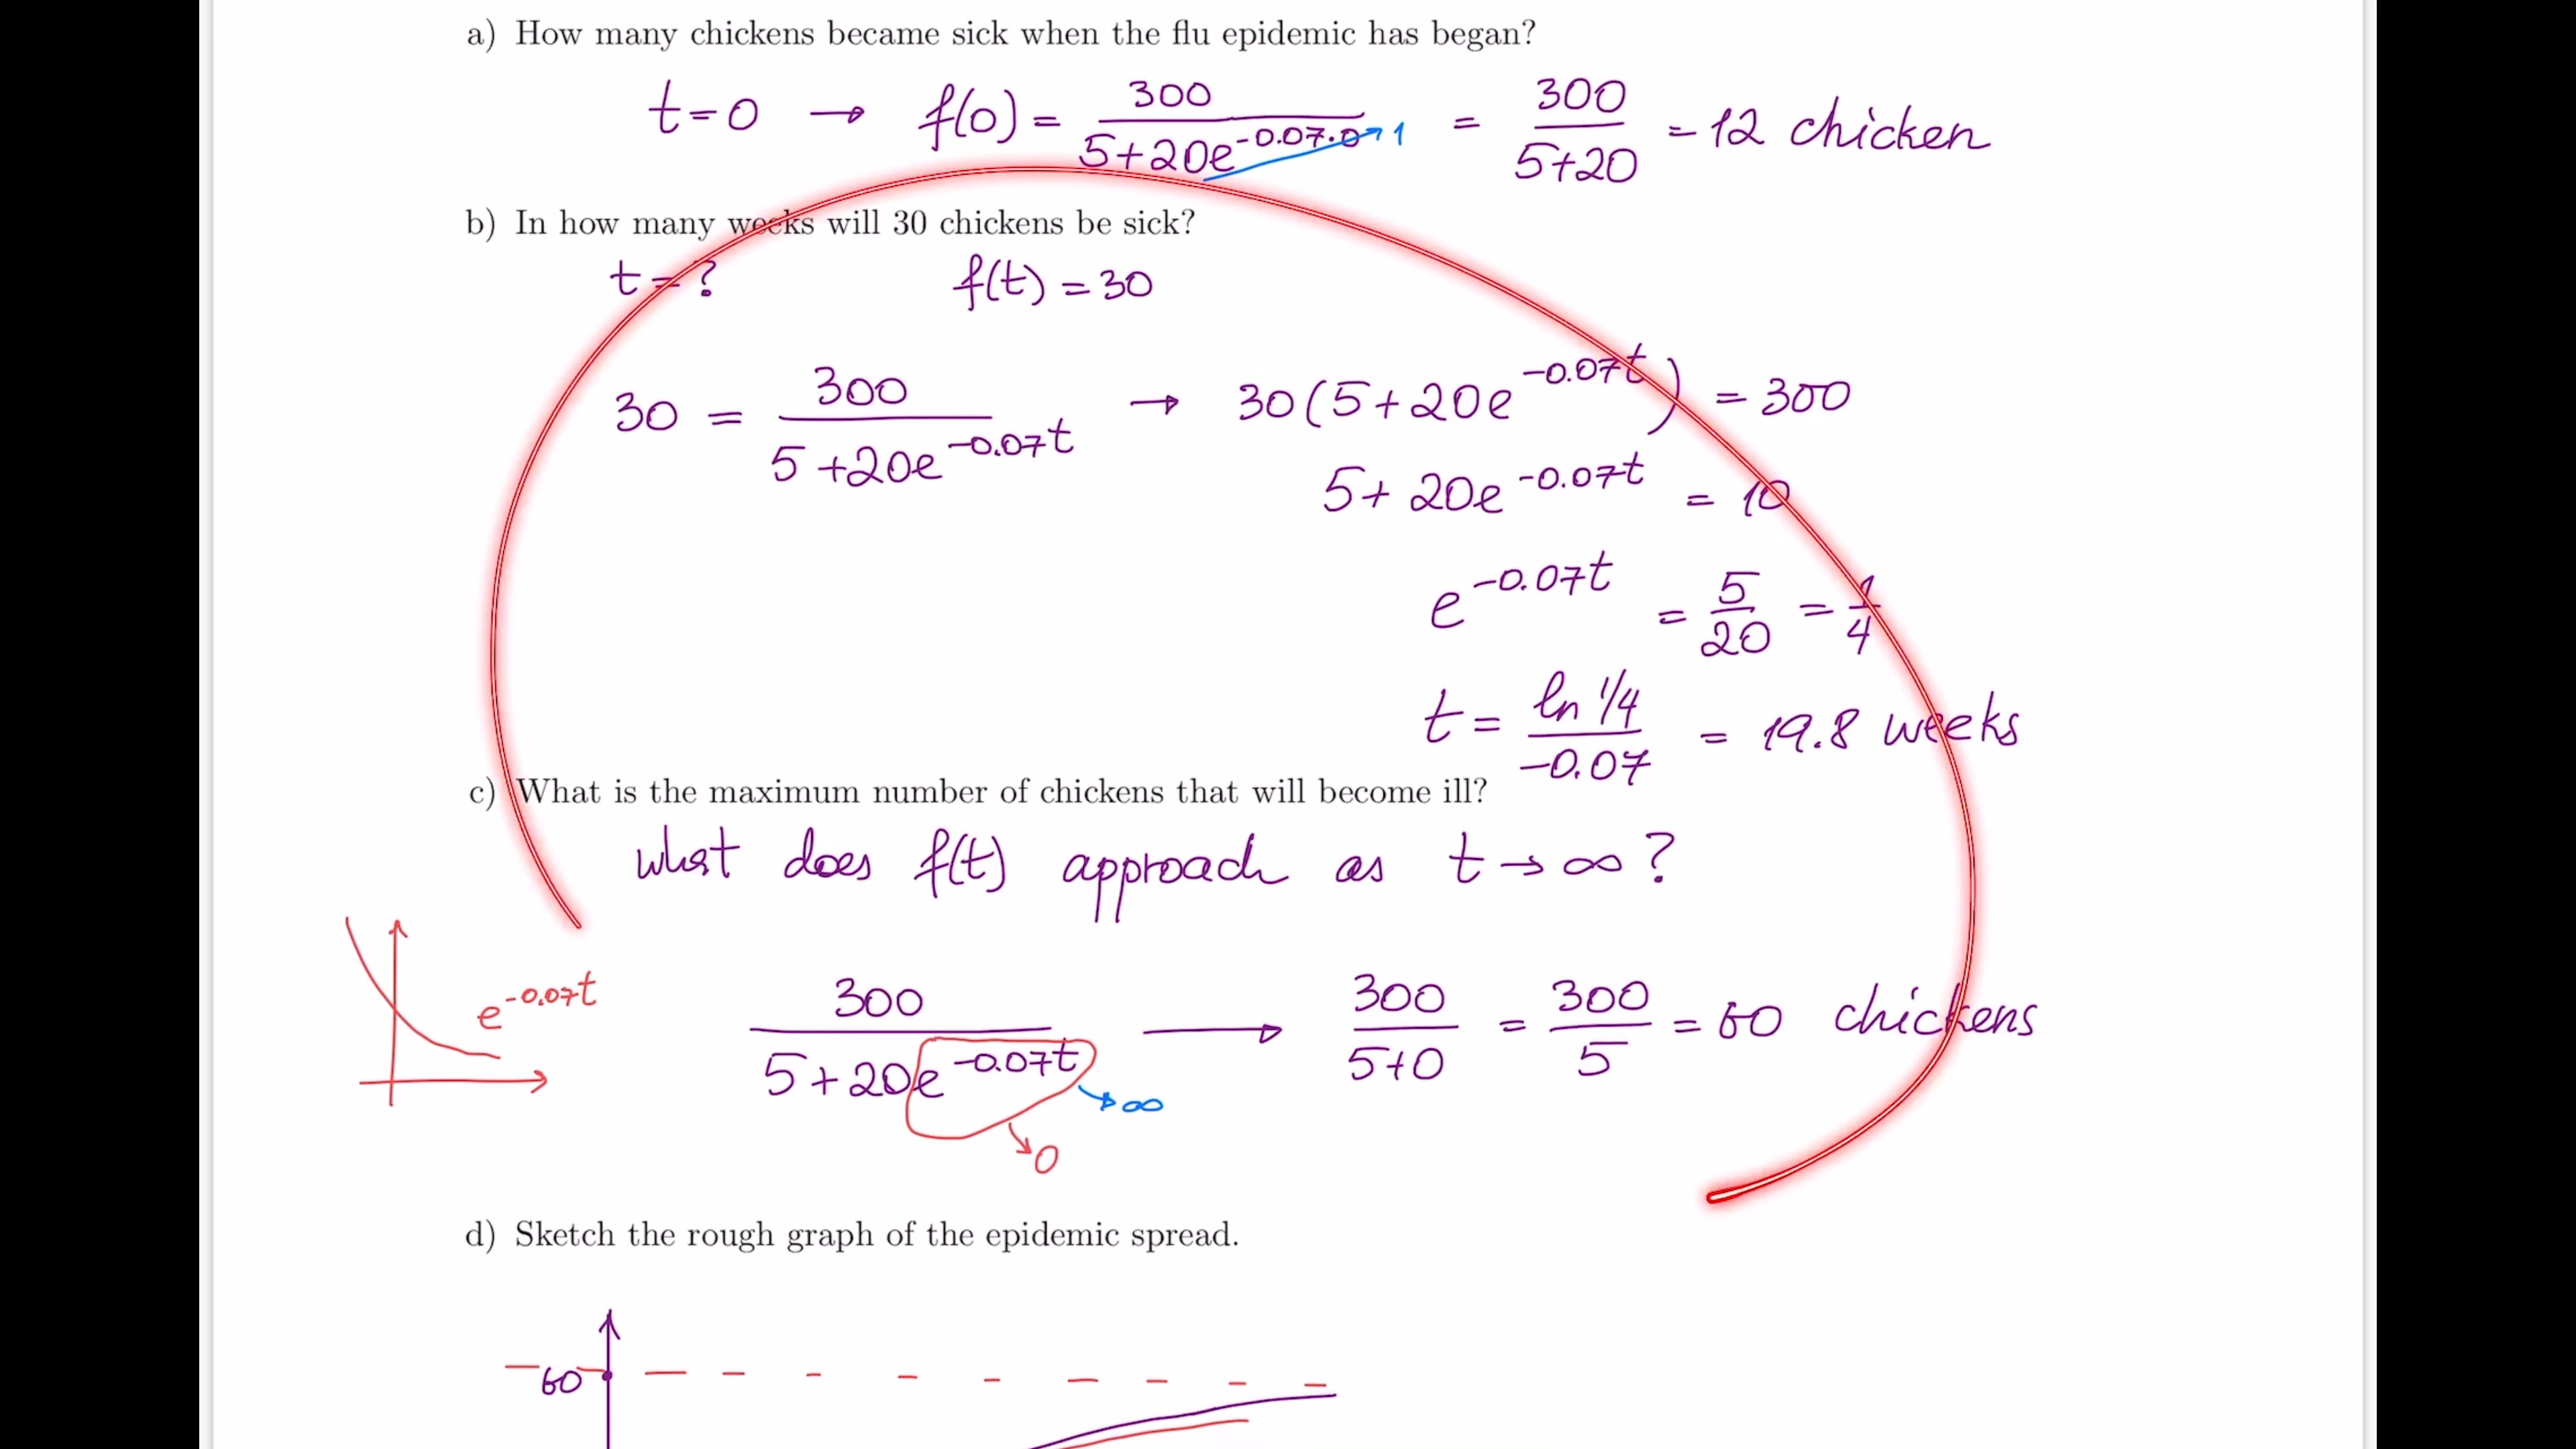 a) How many chickens became sick when the flu epidemic has began?
t=0 → f(0) = 300/(5+20e^(-0.07·0)) → 1 = 300/(5+20) = 12 chicken
b) In how many weeks will 30 chickens be sick?
t=? f(t)=30
30 = 300/(5+20e^(-0.07t)) → 30(5+20e^(-0.07t)) = 300
5+20e^(-0.07t) = 10
e^(-0.07t) = 5/20 = 1/4
t = ln 1/4 / -0.07 = 19.8 weeks
c) What is the maximum number of chickens that will become ill?
what does f(t) approach as t → ∞?
e^(-0.07t)
300/(5+20e^(-0.07t)) → 300/(5+0) = 300/5 = 60 chickens
→ ∞
→ 0
d) Sketch the rough graph of the epidemic spread.
60